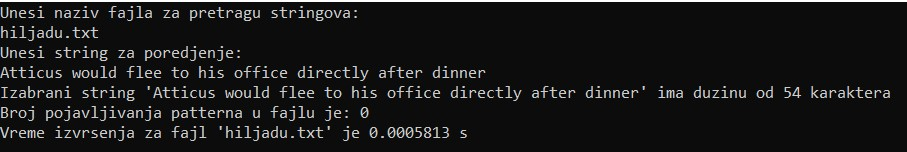 Unesi naziv fajla za pretragu stringova:
hiljadu.txt
Unesi string za poredjenje:
Atticus would flee to his office directly after dinner
Izabrani string 'Atticus would flee to his office directly after dinner' ima duzinu od 54 karaktera
Broj pojavljivanja patterna u fajlu je: 0
Vreme izvrsenja za fajl 'hiljadu.txt' je 0.0005813 s